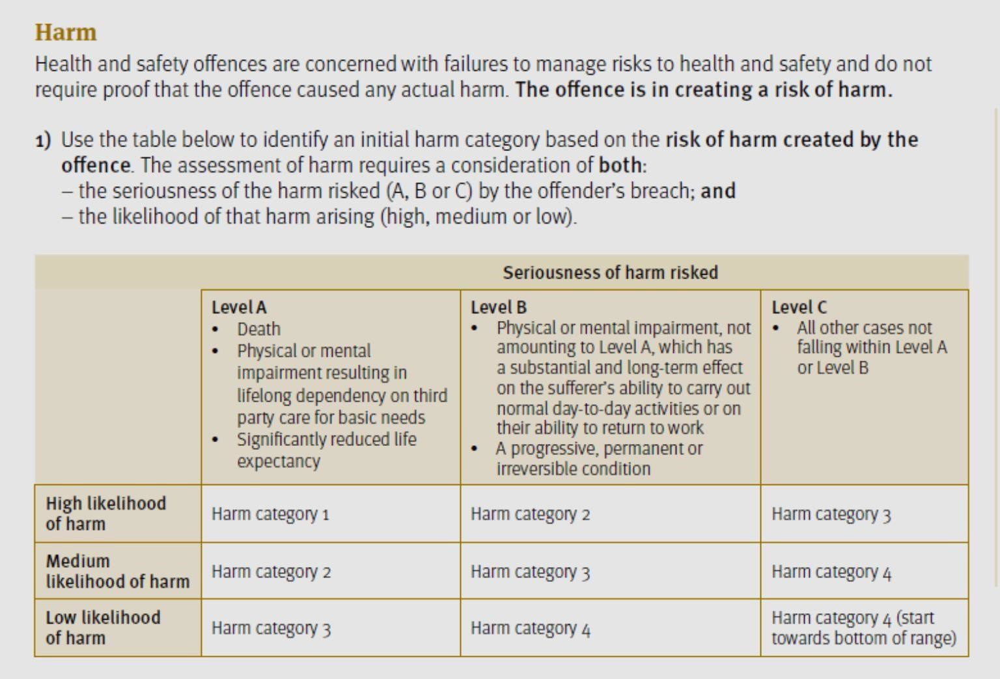 Harm
Health and safety offences are concerned with failures to manage risks to health and safety and do not
require proof that the offence caused any actual harm. The offence is in creating a risk of harm.
1) Use the table below to identify an initial harm category based on the risk of harm created by the
offence. The assessment of harm requires a consideration of both:
– the seriousness of the harm risked (A, B or C) by the offender’s breach; and
– the likelihood of that harm arising (high, medium or low).
Seriousness of harm risked
Level A
• Death
• Physical or mental
impairment resulting in
lifelong dependency on third
party care for basic needs
• Significantly reduced life
expectancy
Level B
• Physical or mental impairment, not
amounting to Level A, which has
a substantial and long-term effect
on the sufferer’s ability to carry out
normal day-to-day activities or on
their ability to return to work
• A progressive, permanent or
irreversible condition
Level C
• All other cases not
falling within Level A
or Level B
High likelihood
of harm
Harm category 1
Harm category 2
Harm category 3
Medium
likelihood of harm
Harm category 2
Harm category 3
Harm category 4
Low likelihood
of harm
Harm category 3
Harm category 4
Harm category 4 (start
towards bottom of range)